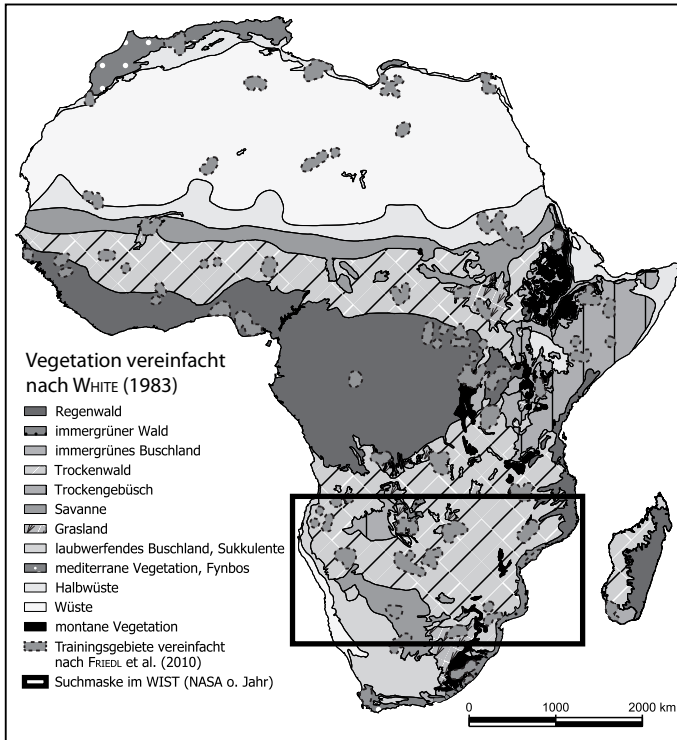 Vegetation vereinfacht
nach WHITE (1983)
Regenwald
immergrüner Wald
immergrünes Buschland
Trockenwald
Trockengebüsch
Savanne
Grasland
laubwerfendes Buschland, Sukkulente
mediterrane Vegetation, Fynbos
Halbwüste
Wüste
montane Vegetation
Trainingsgebiete vereinfacht
nach FRIEDL et al. (2010)
Suchmaske im WIST (NASA o. Jahr)
0 1000 2000 km